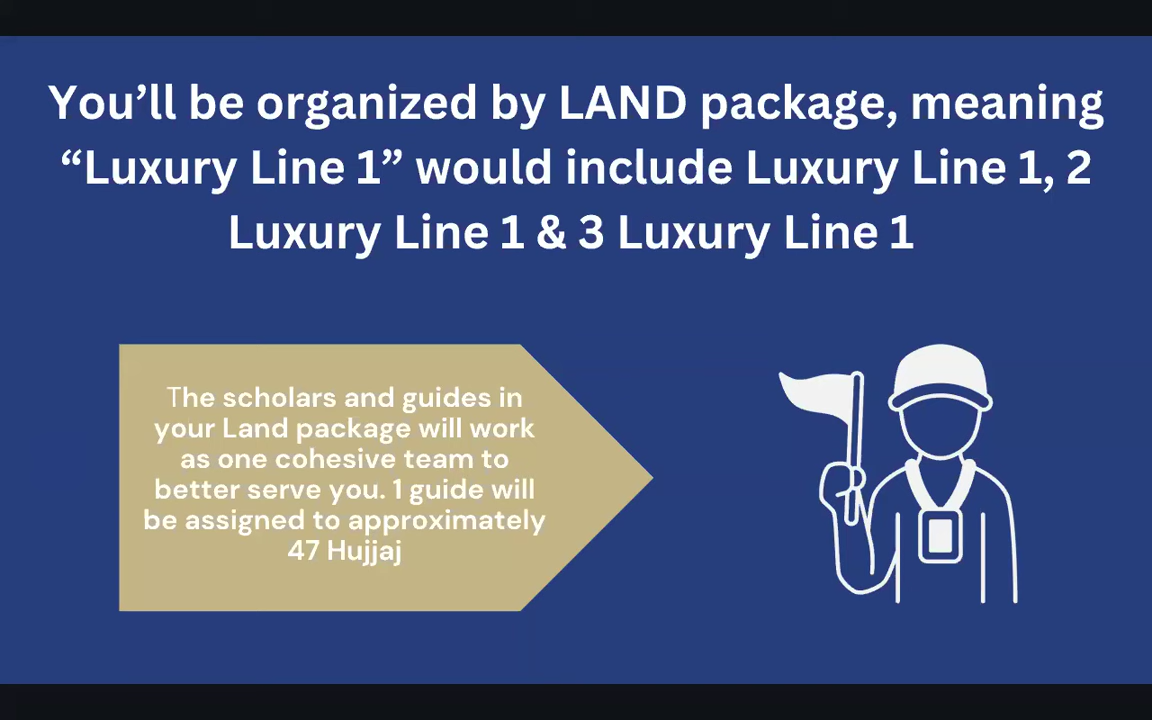 You’ll be organized by LAND package, meaning
“Luxury Line 1” would include Luxury Line 1, 2
Luxury Line 1 & 3 Luxury Line 1
The scholars and guides in
your Land package will work
as one cohesive team to
better serve you. 1 guide will
be assigned to approximately
47 Hujjaj